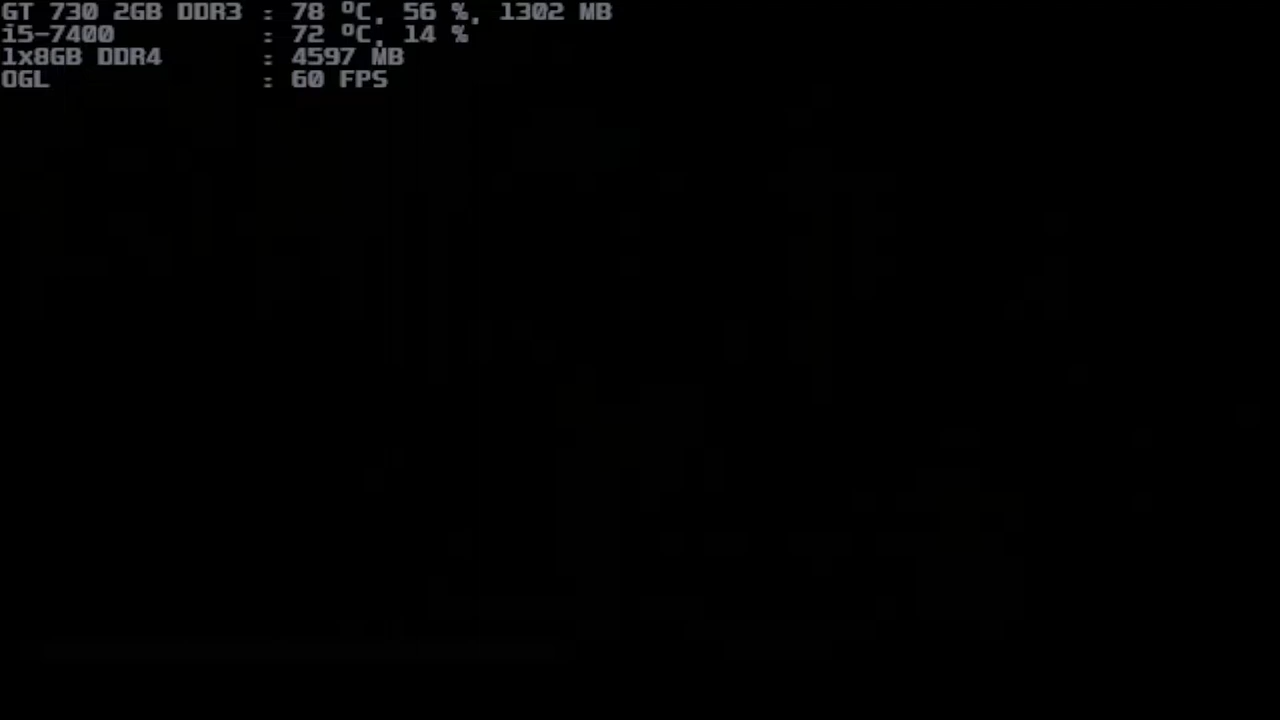 GT 730 2GB DDR3 : 78 ºC, 56 %, 1302 MB
i5-7400 : 72 ºC, 14 %
1x8GB DDR4 : 4597 MB
OGL : 60 FPS